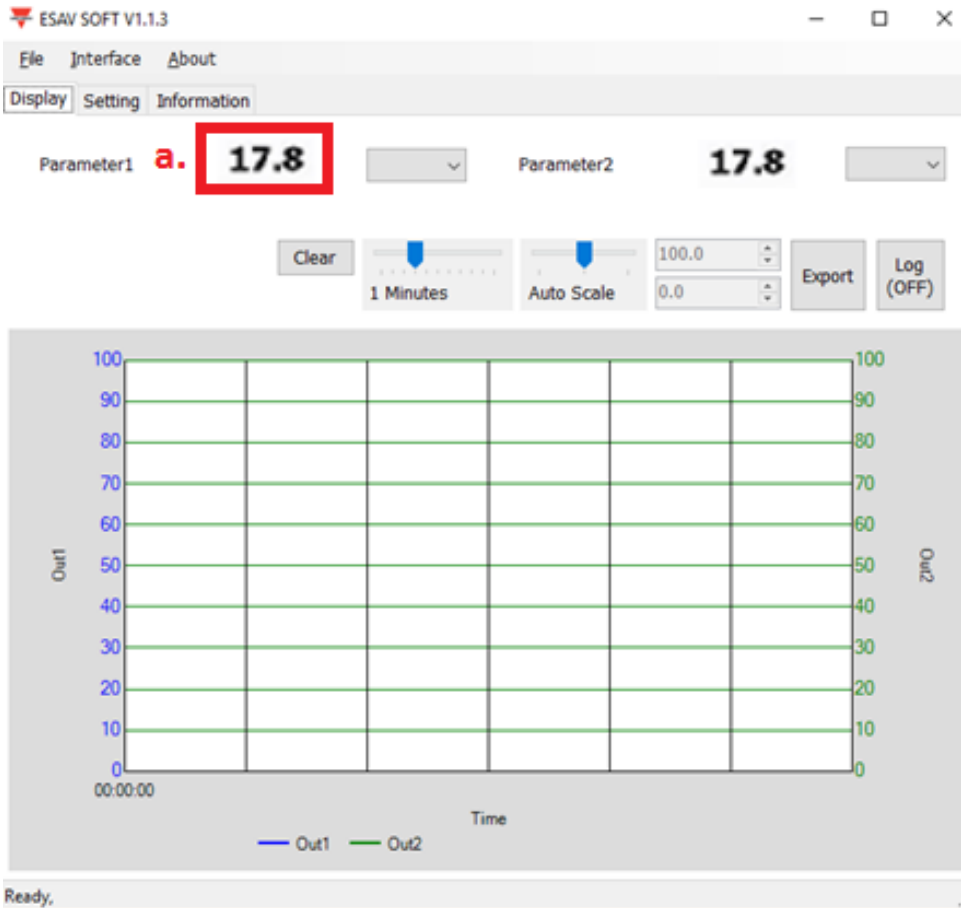 ESAV SOFT V1.1.3
File Interface About
Display Setting Information
Parameter1 a. 17.8 Parameter2 17.8
Clear 1 Minutes Auto Scale 100.0 0.0 Export Log (OFF)
100 100
90 90
80 80
70 70
60 60
Out1 50 50 Out2
40 40
30 30
20 20
10 10
0 0
00:00:00
Time
Out1 Out2
Ready,